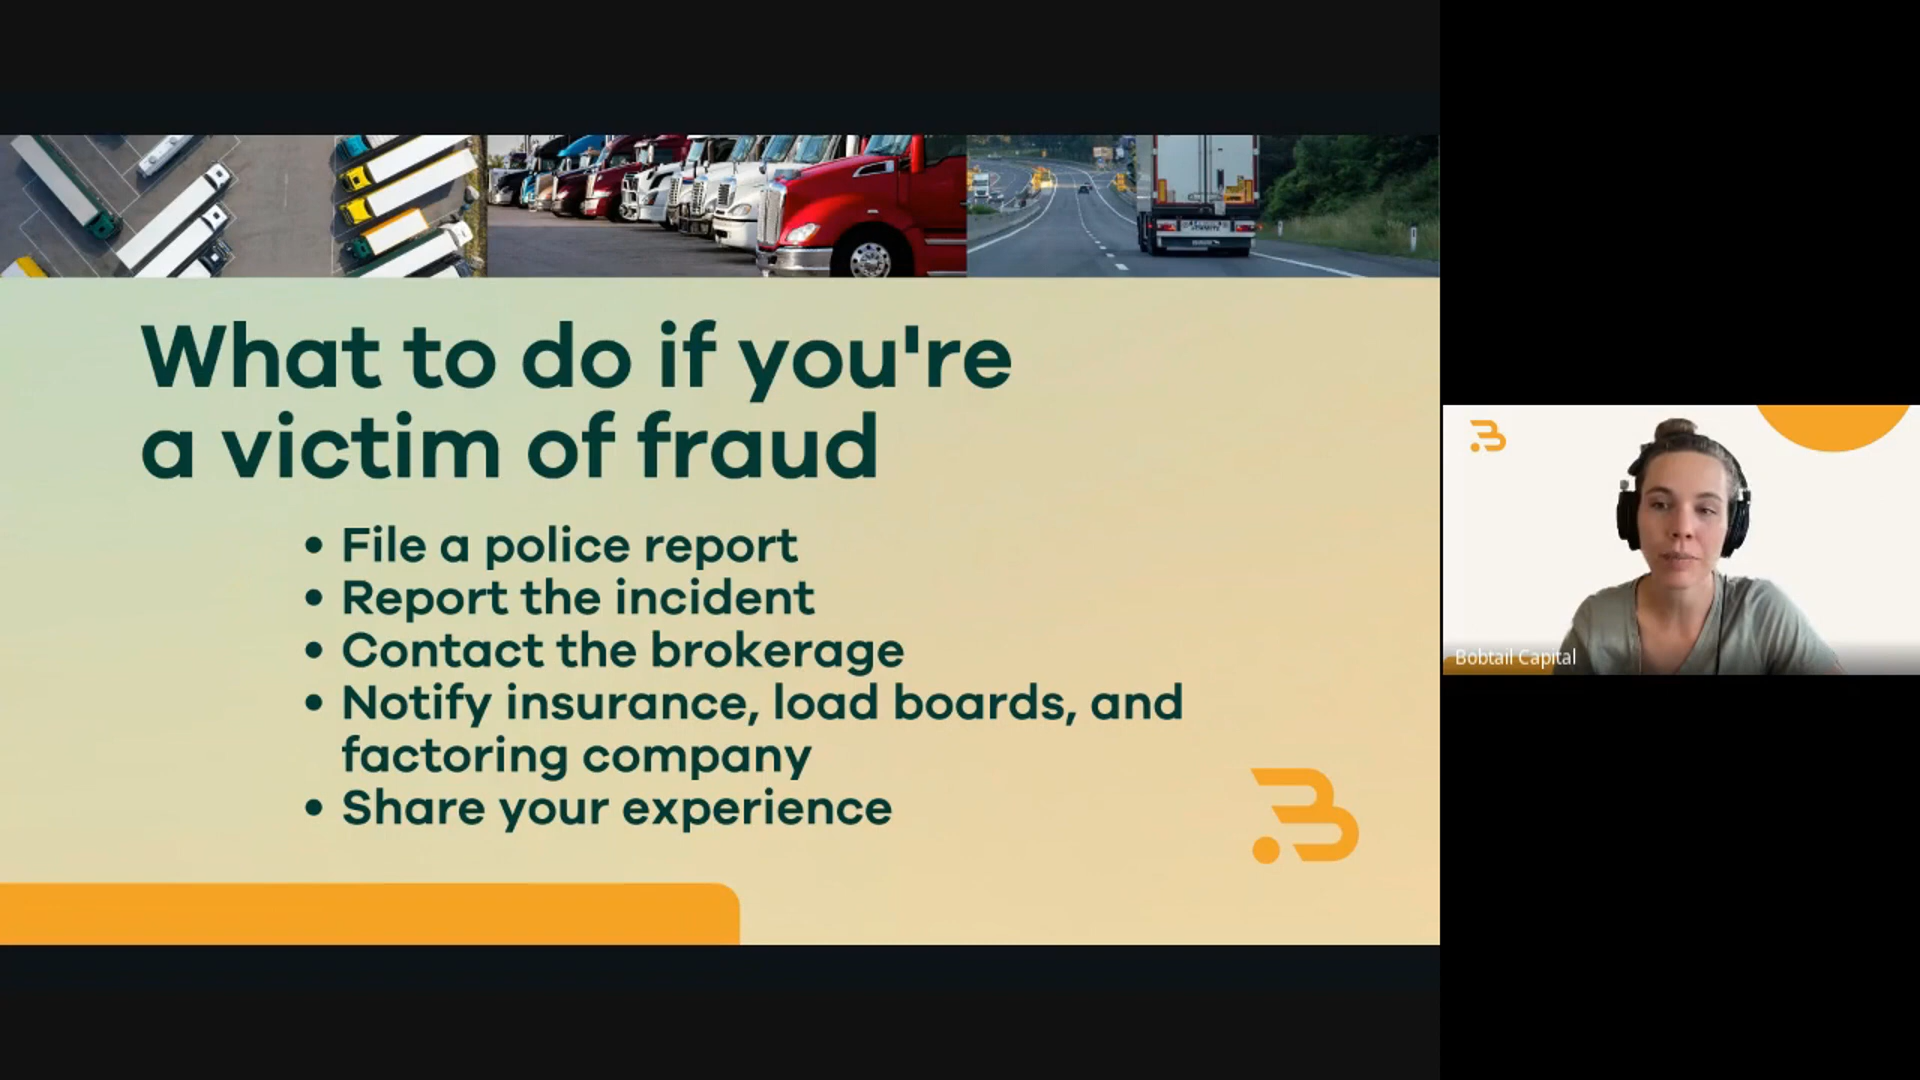 What to do if you're
a victim of fraud
• File a police report
• Report the incident
• Contact the brokerage
• Notify insurance, load boards, and
factoring company
• Share your experience
Bobtail Capital